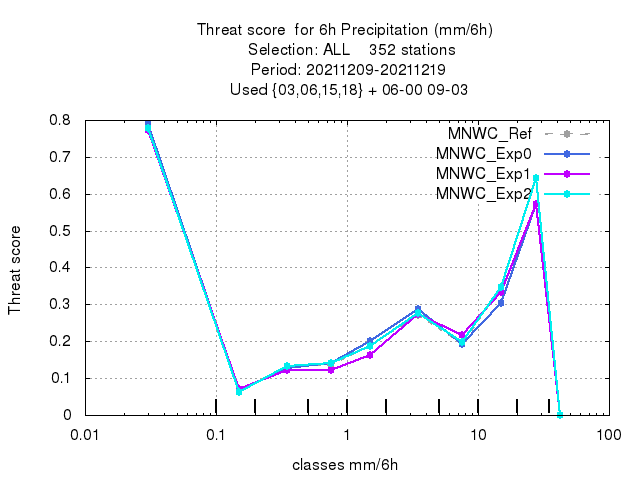 Threat score for 6h Precipitation (mm/6h)
Selection: ALL 352 stations
Period: 20211209-20211219
Used {03,06,15,18} + 06-00 09-03
MNWC_Ref
MNWC_Exp0
MNWC_Exp1
MNWC_Exp2
Threat score
0.8
0.7
0.6
0.5
0.4
0.3
0.2
0.1
0
0.01 0.1 1 10 100
classes mm/6h